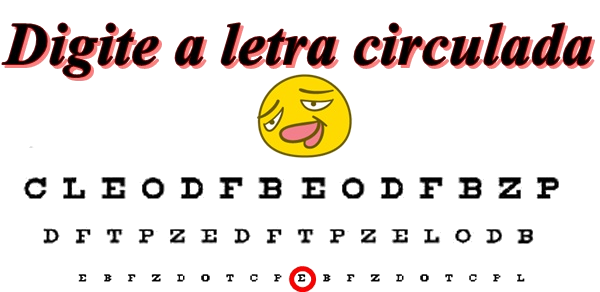 Digite a letra circulada
C L E O D F B E O D F B Z P
D F T P Z E D F T P Z E L O D B
E B F Z D O T C P E B F Z D O T C P L